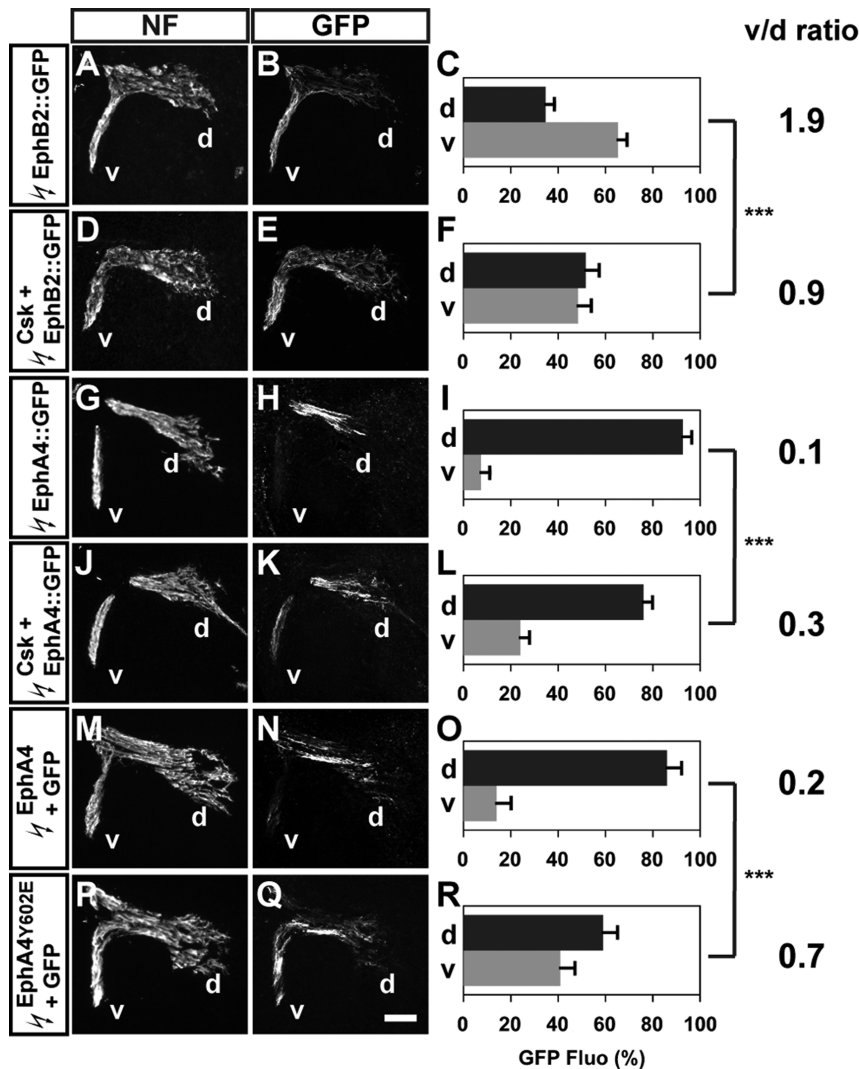 NF GFP v/d ratio
EphB2::GFP
A B C
d d d
v v v
0 20 40 60 80 100
1.9
***
Csk +
EphB2::GFP
D E F
d d d
v v v
0 20 40 60 80 100
0.9
EphA4::GFP
G H I
d d d
v v v
0 20 40 60 80 100
0.1
***
Csk +
EphA4::GFP
J K L
d d d
v v v
0 20 40 60 80 100
0.3
EphA4
+ GFP
M N O
d d d
v v v
0 20 40 60 80 100
0.2
***
EphA4Y602E
+ GFP
P Q R
d d d
v v v
0 20 40 60 80 100
0.7
GFP Fluo (%)